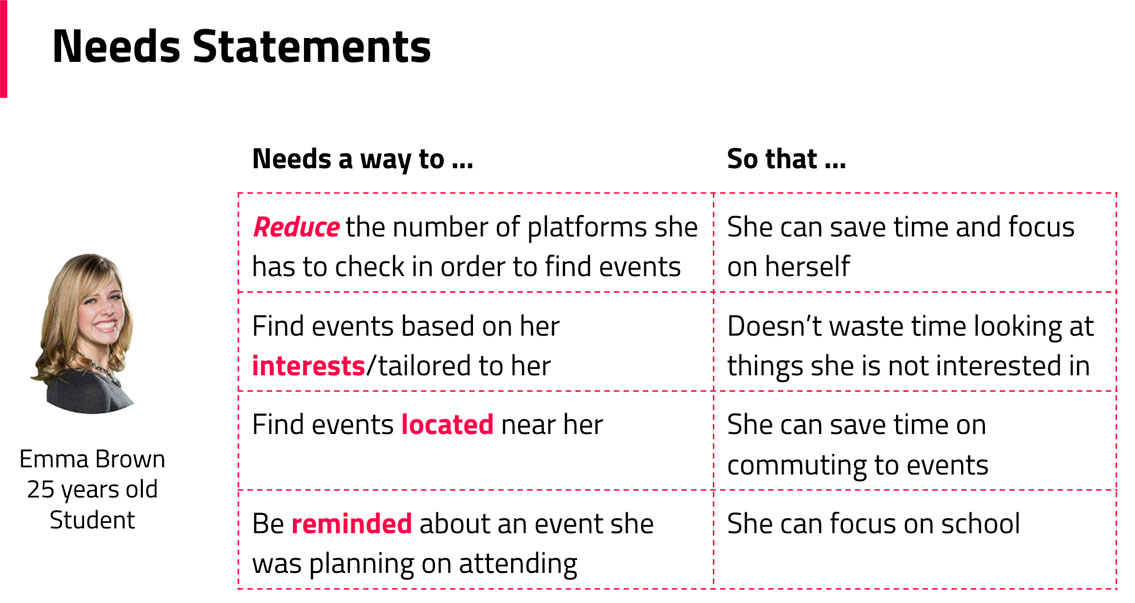 Needs Statements
Needs a way to ...
So that ...
Reduce the number of platforms she
has to check in order to find events
She can save time and focus
on herself
Find events based on her
interests/tailored to her
Doesn’t waste time looking at
things she is not interested in
Find events located near her
She can save time on
commuting to events
Be reminded about an event she
was planning on attending
She can focus on school
Emma Brown
25 years old
Student